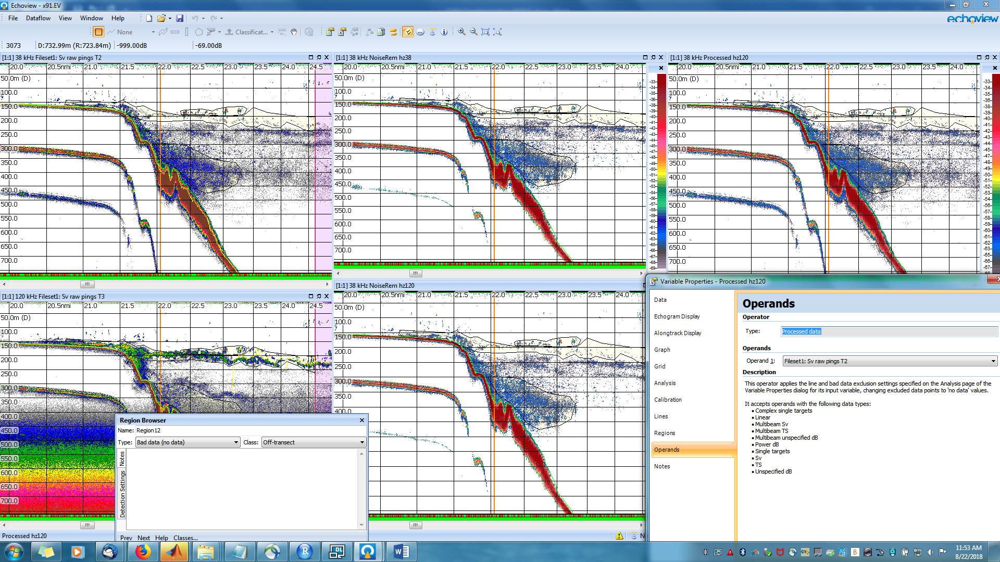 Echoview - x91.EV
File Dataflow View Window Help
echoview
None Classificat...
3073 D:732.99m (R:723.84m) -999.00dB -69.00dB
[1:1] 38 kHz Fileset1: Sv raw pings T2
20.0 20.5nmi 21.0 21.5 22.0 22.5 23.0 23.5 24.0 24.5
50.0m (D)
100.0
150.0
200.0
250.0
300.0
350.0
400.0
450.0
500.0
550.0
600.0
650.0
700.0
[1:1] 38 kHz NoiseRem hz38
20.0 20.5nmi 21.0 21.5 22.0 22.5 23.0 23.5 24.0
50.0m (D)
100.0
150.0
200.0
250.0
300.0
350.0
400.0
450.0
500.0
550.0
600.0
650.0
700.0
-33
-36
-38
-39
-40
-41
-42
-43
-44
-45
-46
-47
-48
-49
-50
-51
-52
-53
-54
-55
-56
-57
-58
-59
-60
-61
-62
-63
-65
-66
-67
-68
-69
[1:1] 38 kHz Processed hz120
20.0 20.5nmi 21.0 21.5 22.0 22.5 23.0 23.5 24.0
50.0m (D)
100.0
150.0
200.0
250.0
300.0
350.0
400.0
450.0
500.0
550.0
600.0
650.0
700.0
-33
-36
-38
-39
-40
-42
-43
-44
-45
-46
-47
-48
-49
-50
-51
-52
-53
-54
-55
-56
-57
-58
-59
-60
-62
-63
-65
-66
-67
-68
[1:1] 120 kHz Fileset1: Sv raw pings T3
20.0 20.5nmi 21.0 21.5 22.0 22.5 23.0 23.5 24.0 24.5
50.0m (D)
100.0
150.0
200.0
250.0
300.0
350.0
400.0
450.0
500.0
550.0
600.0
650.0
700.0
[1:1] 38 kHz NoiseRem hz120
20.0 20.5nmi 21.0 21.5 22.0 22.5 23.0 23.5 24.0
50.0m (D)
100.0
150.0
200.0
250.0
300.0
350.0
400.0
Region Browser
Name: Region12
Type: Bad data (no data) Class: Off-transect
Notes
Detection Settings
Prev Next Help Classes...
Processed hz120
N
Variable Properties - Processed hz120
Data
Echogram Display
Alongtrack Display
Graph
Grid
Analysis
Calibration
Lines
Regions
Operands
Notes
Operands
Operator
Type: Processed data
Operands
Operand 1: Fileset1: Sv raw pings T2
Description
This operator applies the line and bad data exclusion settings specified on the Analysis page of the
Variable Properties dialog for its input variable, changing excluded data points to 'no data' values.
It accepts operands with the following data types:
• Complex single targets
• Linear
• Multibeam Sv
• Multibeam TS
• Multibeam unspecified dB
• Power dB
• Single targets
• Sv
• TS
• Unspecified dB
R
DL
W
B
11:53 AM
8/22/2018